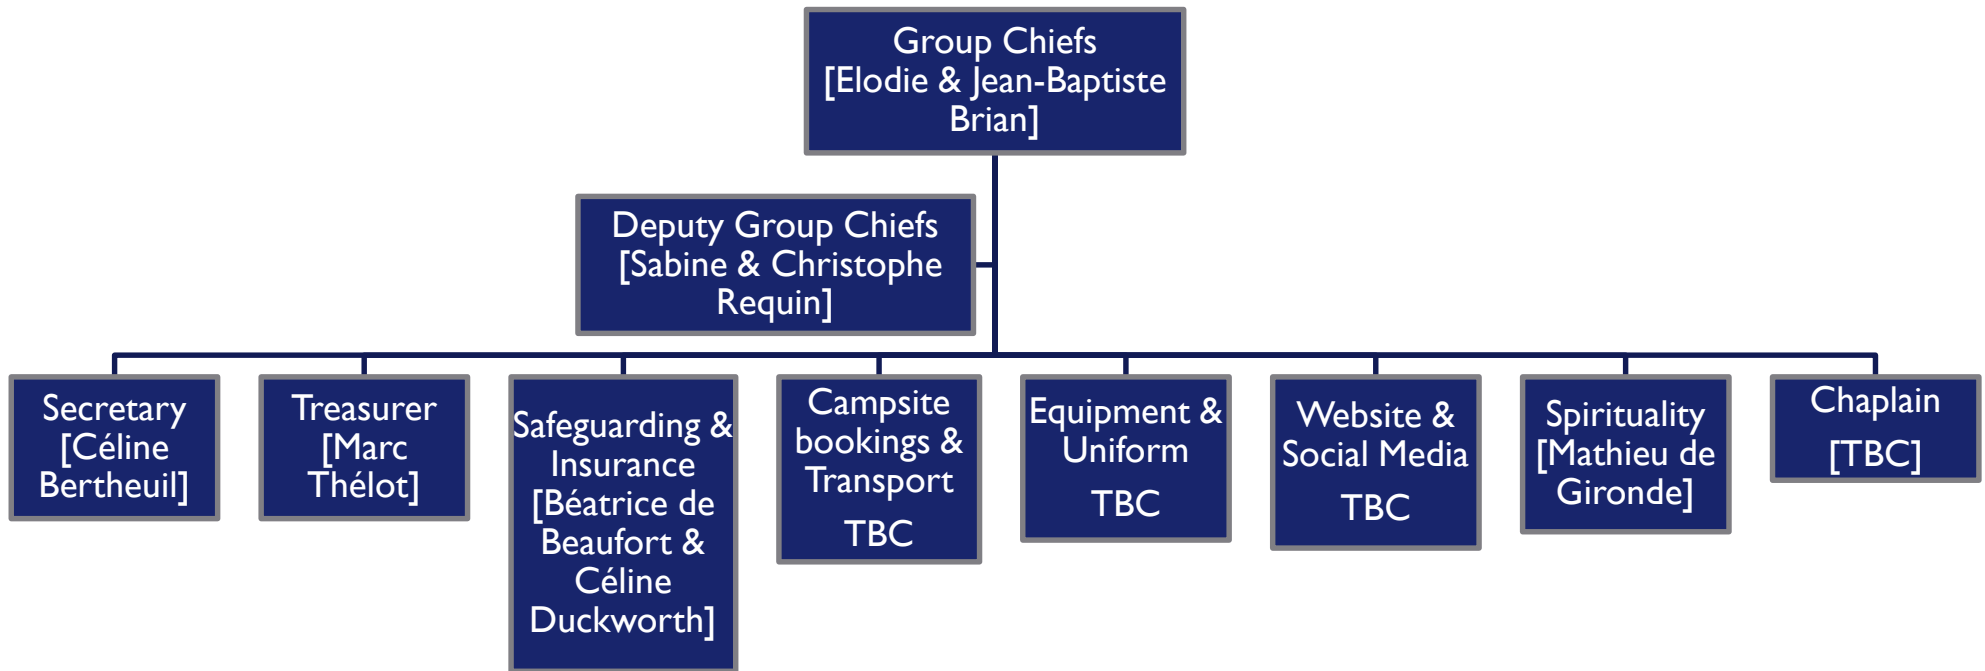 Group Chiefs
[Elodie & Jean-Baptiste
Brian]
Deputy Group Chiefs
[Sabine & Christophe
Requin]
Secretary
[Céline
Bertheuil]
Treasurer
[Marc
Thélot]
Safeguarding &
Insurance
[Béatrice de
Beaufort &
Céline
Duckworth]
Campsite
bookings &
Transport
TBC
Equipment &
Uniform
TBC
Website &
Social Media
TBC
Spirituality
[Mathieu de
Gironde]
Chaplain
[TBC]